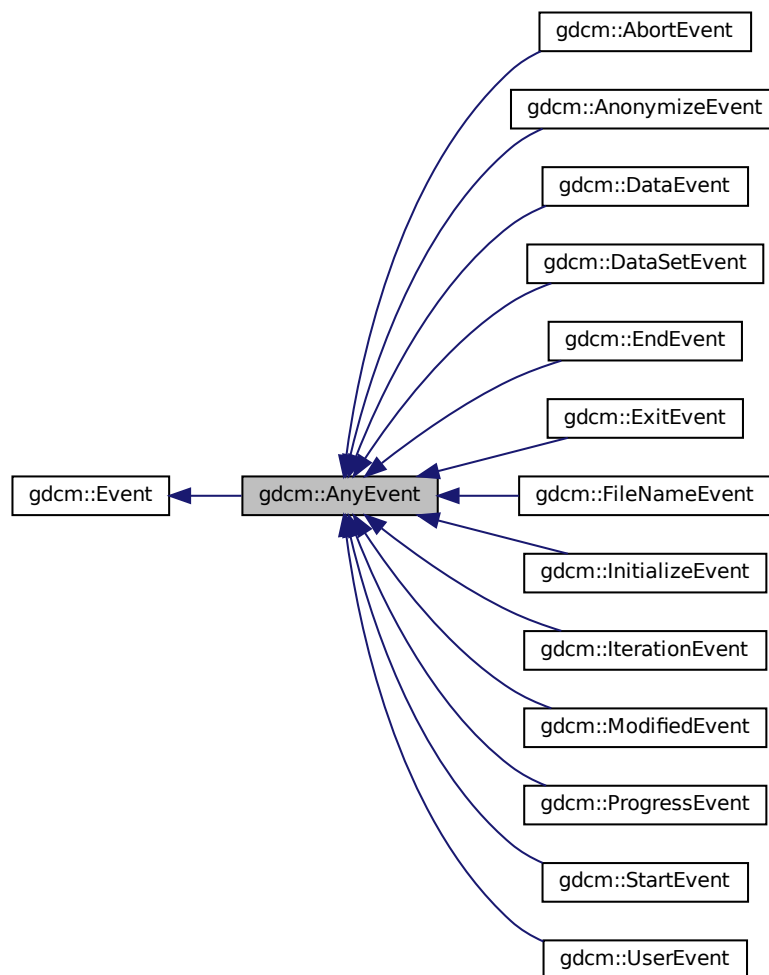 gdcm::AbortEvent
gdcm::AnonymizeEvent
gdcm::DataEvent
gdcm::DataSetEvent
gdcm::EndEvent
gdcm::ExitEvent
gdcm::Event
gdcm::AnyEvent
gdcm::FileNameEvent
gdcm::InitializeEvent
gdcm::IterationEvent
gdcm::ModifiedEvent
gdcm::ProgressEvent
gdcm::StartEvent
gdcm::UserEvent